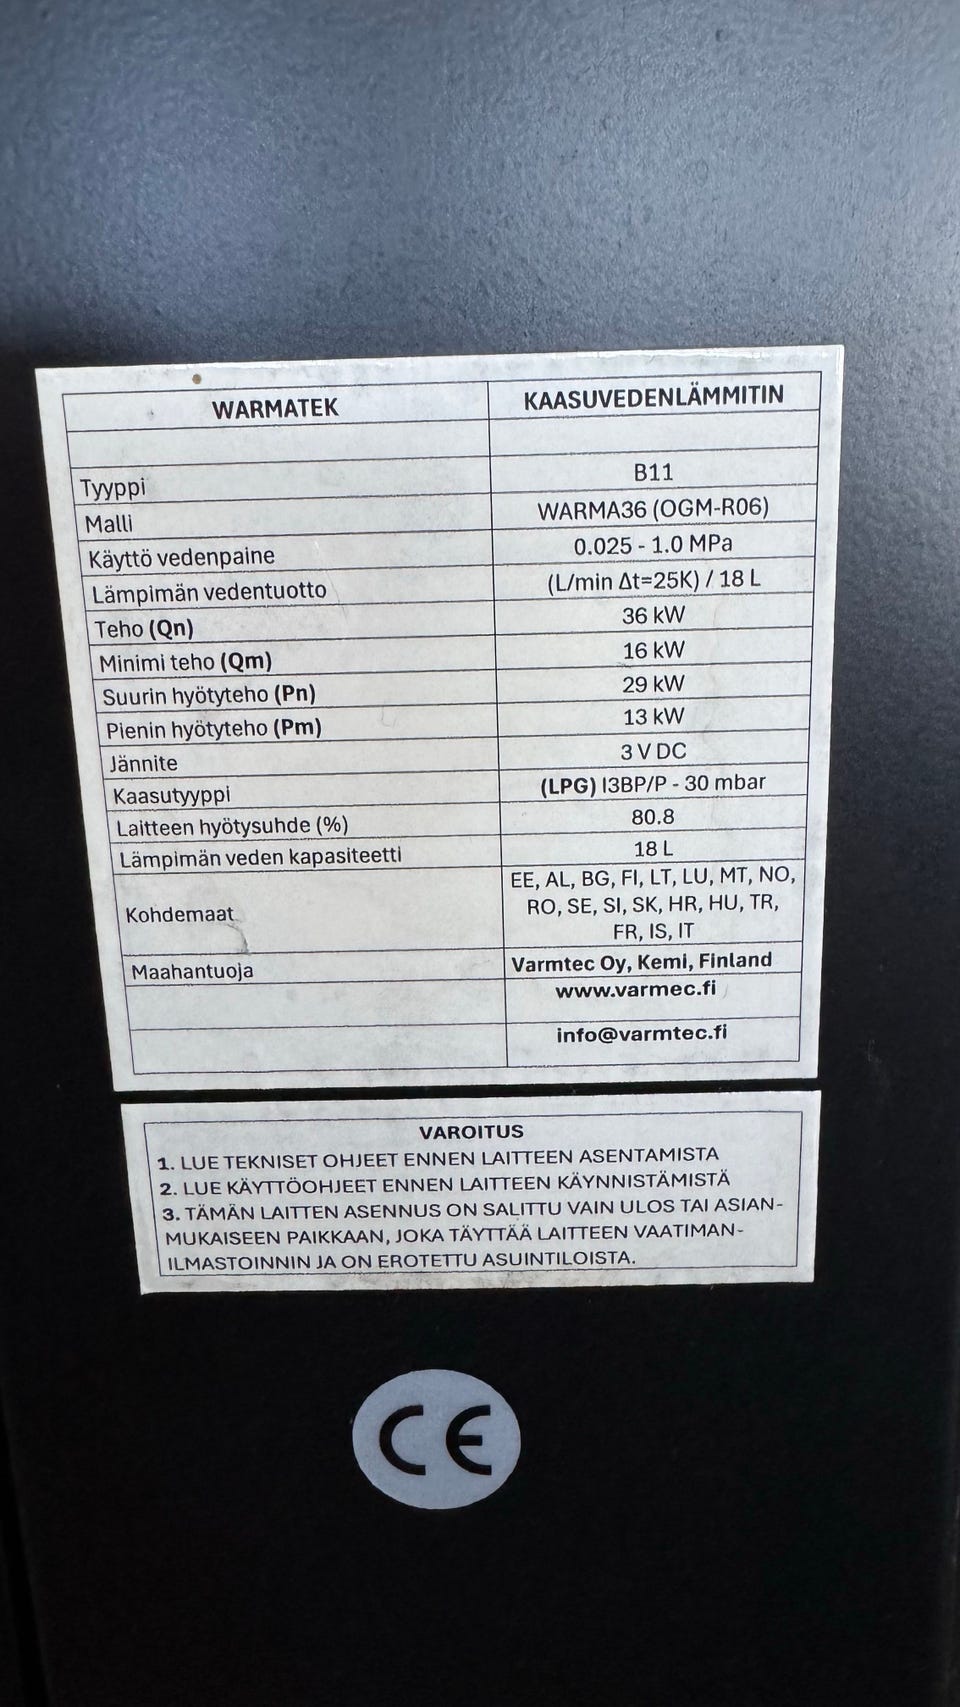 WARMATEK KAASUVEDENLÄMMITIN
Tyyppi B11
Malli WARMA36 (OGM-R06)
Käyttö vedenpaine 0.025 - 1.0 MPa
Lämpimän vedentuotto (L/min Δt=25K) / 18 L
Teho (Qn) 36 kW
Minimi teho (Qm) 16 kW
Suurin hyötyteho (Pn) 29 kW
Pienin hyötyteho (Pm) 13 kW
Jännite 3 V DC
Kaasutyyppi (LPG) I3BP/P - 30 mbar
Laitteen hyötysuhde (%) 80.8
Lämpimän veden kapasiteetti 18 L
Kohdemaat EE, AL, BG, FI, LT, LU, MT, NO,
RO, SE, SI, SK, HR, HU, TR,
FR, IS, IT
Maahantuoja Varmtec Oy, Kemi, Finland
www.varmec.fi
info@varmtec.fi
VAROITUS
1. LUE TEKNISET OHJEET ENNEN LAITTEEN ASENTAMISTA
2. LUE KÄYTTÖOHJEET ENNEN LAITTEEN KÄYNNISTÄMISTÄ
3. TÄMÄN LAITTEN ASENNUS ON SALITTU VAIN ULOS TAI ASIAN-
MUKAISEEN PAIKKAAN, JOKA TÄYTTÄÄ LAITTEEN VAATIMAN-
ILMASTOINNIN JA ON EROTETTU ASUINTILOISTA.
CE